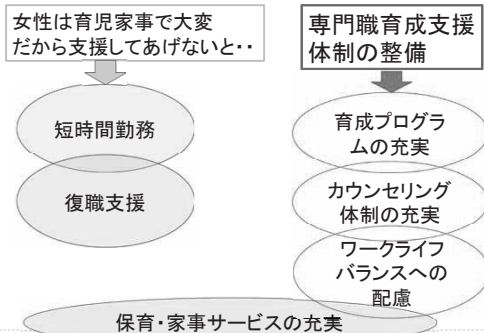 女性は育児家事で大変
だから支援してあげないと・・
短時間勤務
復職支援
専門職育成支援
体制の整備
育成プログラ
ムの充実
カウンセリング
体制の充実
ワークライフ
バランスへの
配慮
保育・家事サービスの充実